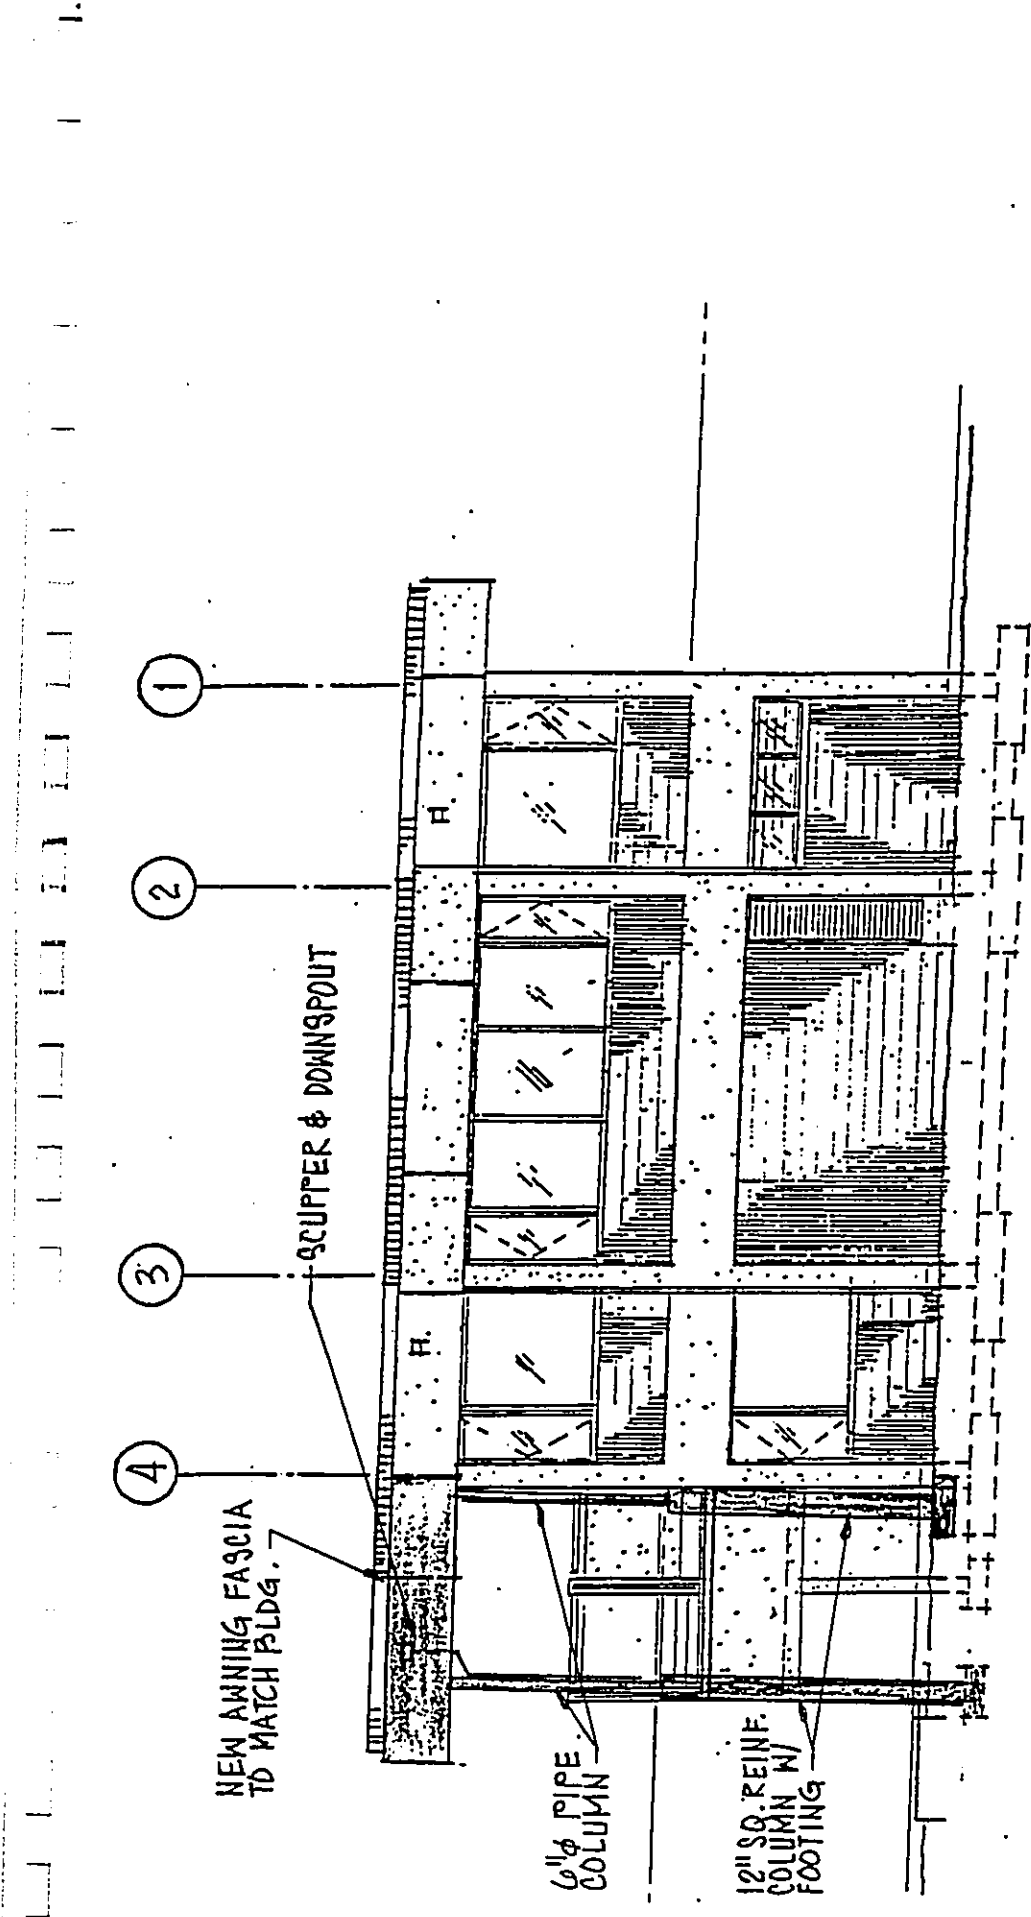 1.
1
2
3
4
SCUPPER & DOWNSPOUT
NEW AWNING FASCIA
TO MATCH BLDG.
6"ϕ PIPE
COLUMN
12" SQ. REINF.
COLUMN W/
FOOTING